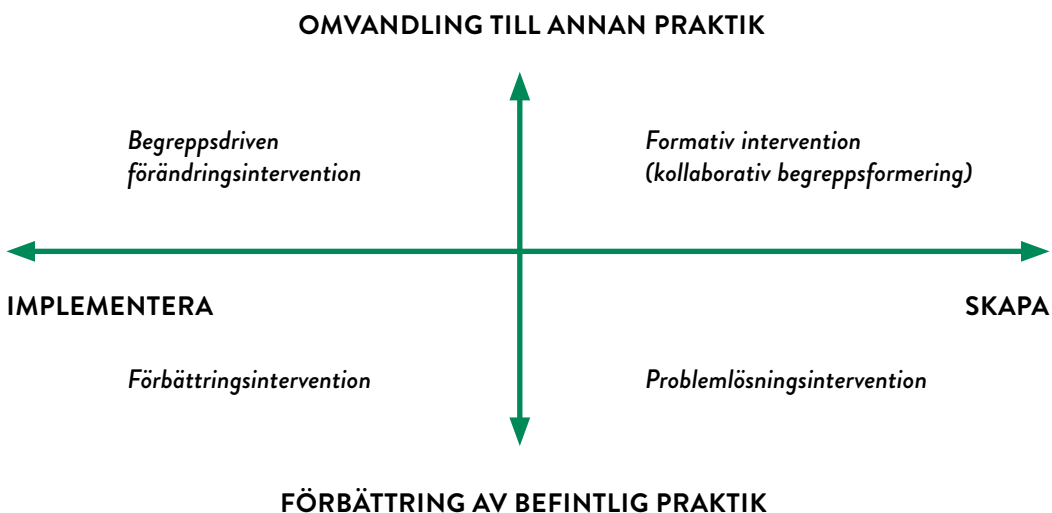 OMVANDLING TILL ANNAN PRAKTIK
Begreppsdriven
förändringsintervention
Formativ intervention
(kollaborativ begreppsformering)
IMPLEMENTERA
SKAPA
Förbättringsintervention
Problemlösningsintervention
FÖRBÄTTRING AV BEFINTLIG PRAKTIK